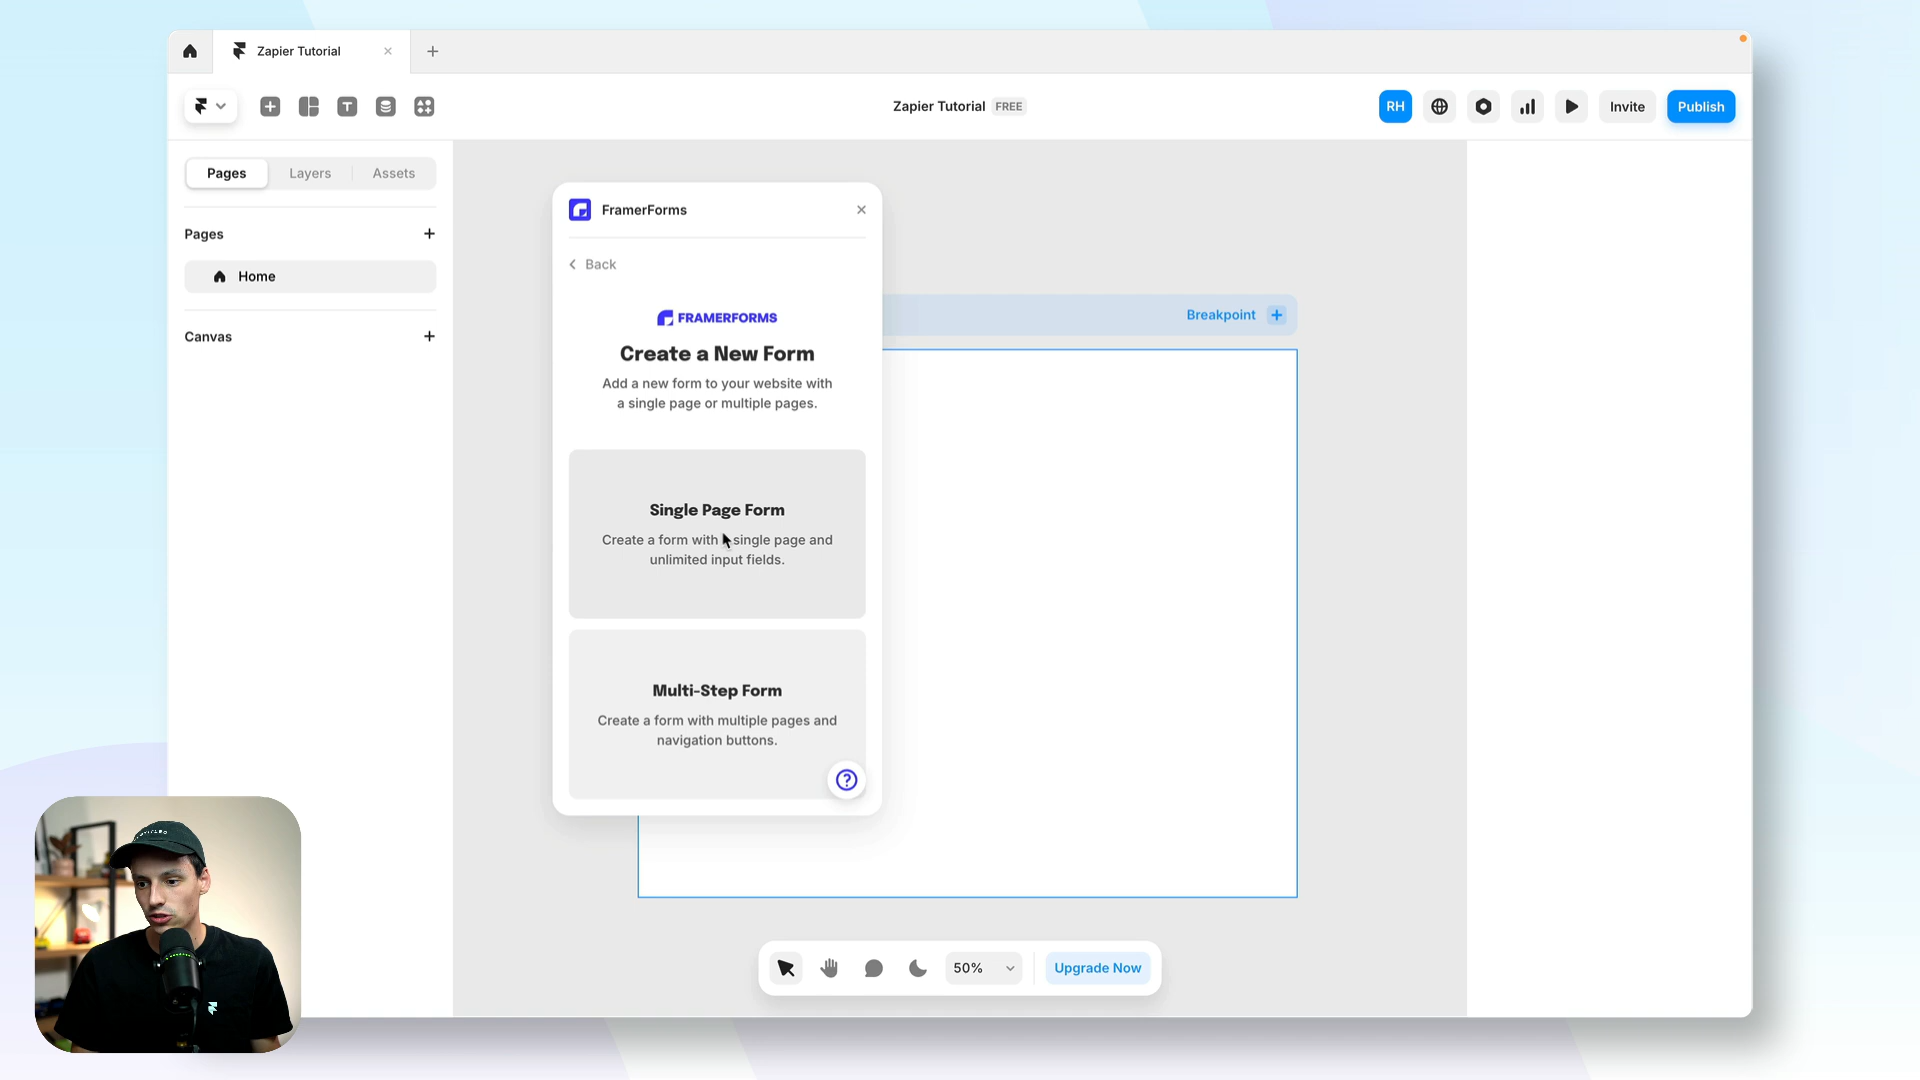 Zapier Tutorial
Zapier Tutorial FREE
RH
Invite
Publish
Pages
Layers
Assets
Pages
Home
Canvas
FramerForms
Back
FRAMERFORMS
Create a New Form
Add a new form to your website with
a single page or multiple pages.
Breakpoint
Single Page Form
Create a form with single page and
unlimited input fields.
Multi-Step Form
Create a form with multiple pages and
navigation buttons.
50%
Upgrade Now